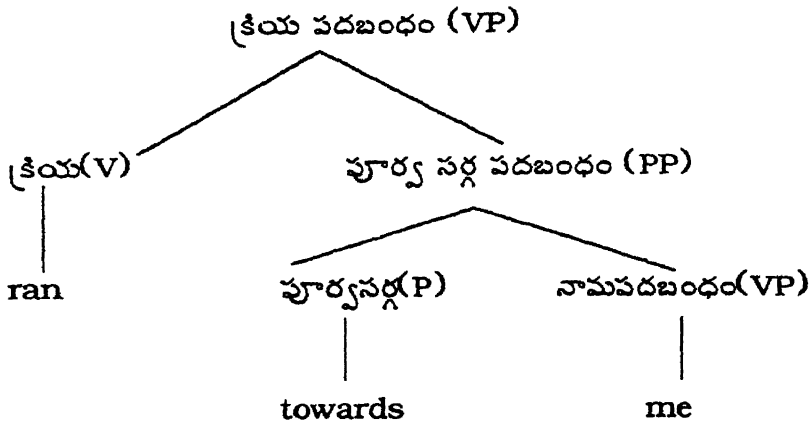 క్రియ పదబంధం (VP)
క్రియ(V) పూర్వ సర్గ పదబంధం (PP)
ran పూర్వసర్గ(P) నామపదబంధం(VP)
towards me